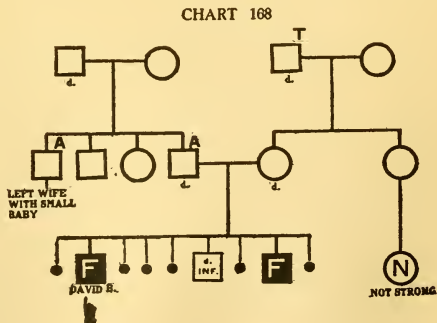 CHART 168
T
d.
d.
A
A
d.
d.
LEFT WIFE
WITH SMALL
BABY
F
d.
INF.
F
N
DAVID S.
NOT STRONG